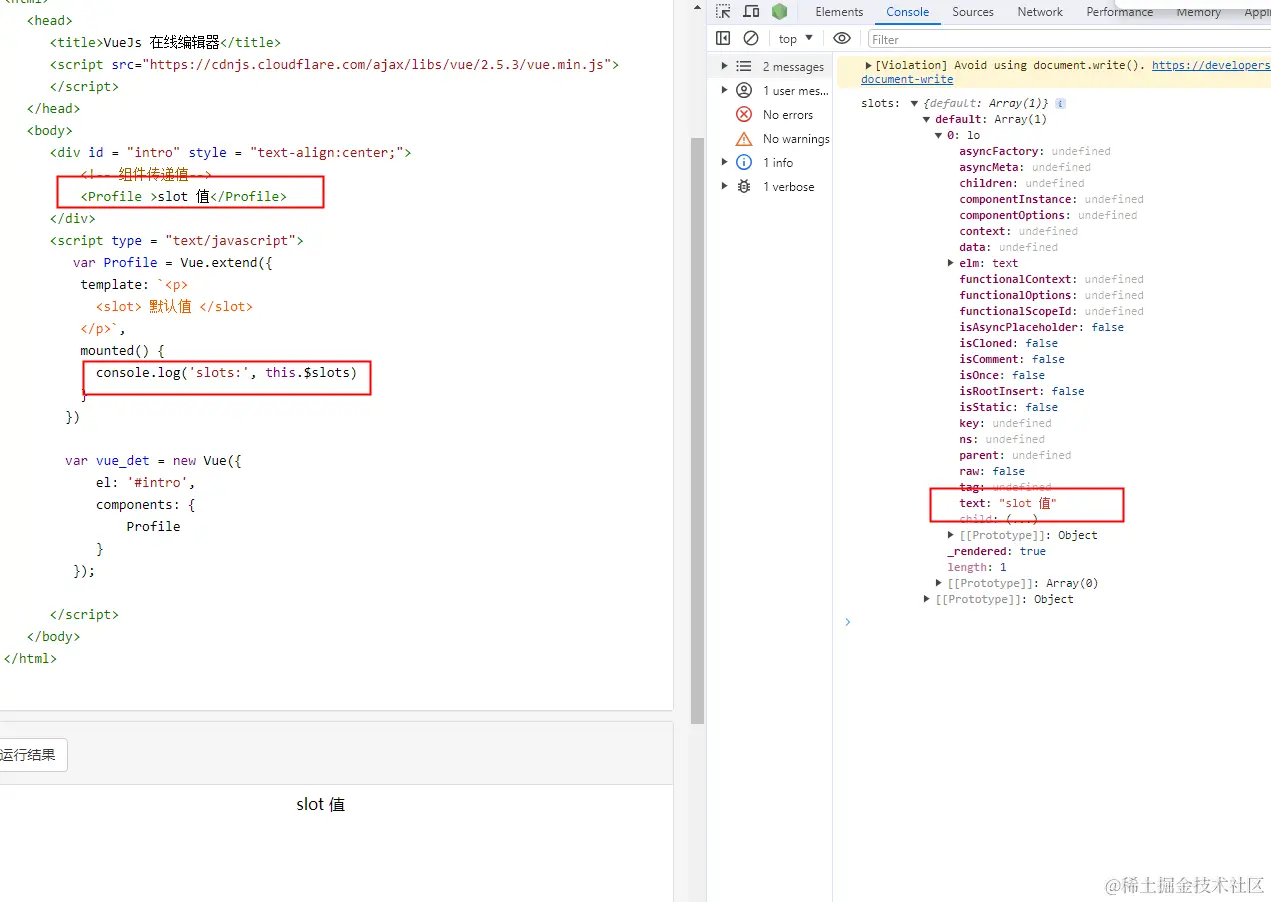 <html>
<head>
<title>VueJs 在线编辑器</title>
<script src="https://cdnjs.cloudflare.com/ajax/libs/vue/2.5.3/vue.min.js">
</script>
</head>
<body>
<div id = "intro" style = "text-align:center;">
<!-- 组件传递值-->
<Profile >slot 值</Profile>
</div>
<script type = "text/javascript">
var Profile = Vue.extend({
template: `<p>
<slot> 默认值 </slot>
</p>`,
mounted() {
console.log('slots:', this.$slots)
}
})
var vue_det = new Vue({
el: '#intro',
components: {
Profile
}
});
</script>
</body>
</html>
运行结果
slot 值
Elements Console Sources Network Performance Memory Appli
top Filter
2 messages
1 user mes...
No errors
No warnings
1 info
1 verbose
[Violation] Avoid using document.write(). https://developers
document-write
slots: {default: Array(1)} i
default: Array(1)
0: lo
asyncFactory: undefined
asyncMeta: undefined
children: undefined
componentInstance: undefined
componentOptions: undefined
context: undefined
data: undefined
elm: text
functionalContext: undefined
functionalOptions: undefined
functionalScopeId: undefined
isAsyncPlaceholder: false
isCloned: false
isComment: false
isOnce: false
isRootInsert: false
isStatic: false
key: undefined
ns: undefined
parent: undefined
raw: false
tag: undefined
text: "slot 值"
child: (...)
[[Prototype]]: Object
_rendered: true
length: 1
[[Prototype]]: Array(0)
[[Prototype]]: Object
@稀土掘金技术社区